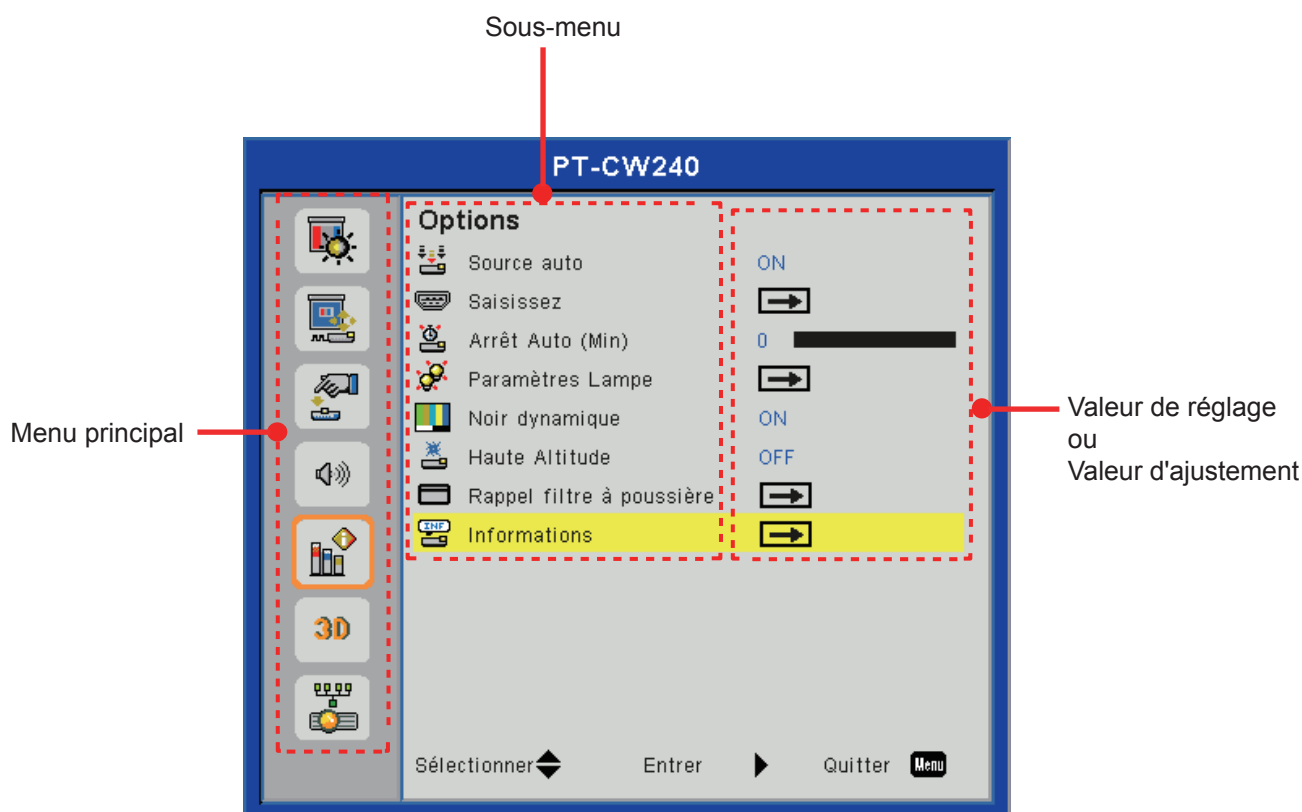 Sous-menu
PT-CW240
Options
Source auto ON
Saisissez
Arrêt Auto (Min) 0
Paramètres Lampe
Noir dynamique ON
Haute Altitude OFF
Rappel filtre à poussière
INF Informations
3D
Sélectionner Entrer Quitter Menu
Menu principal
Valeur de réglage
ou
Valeur d'ajustement